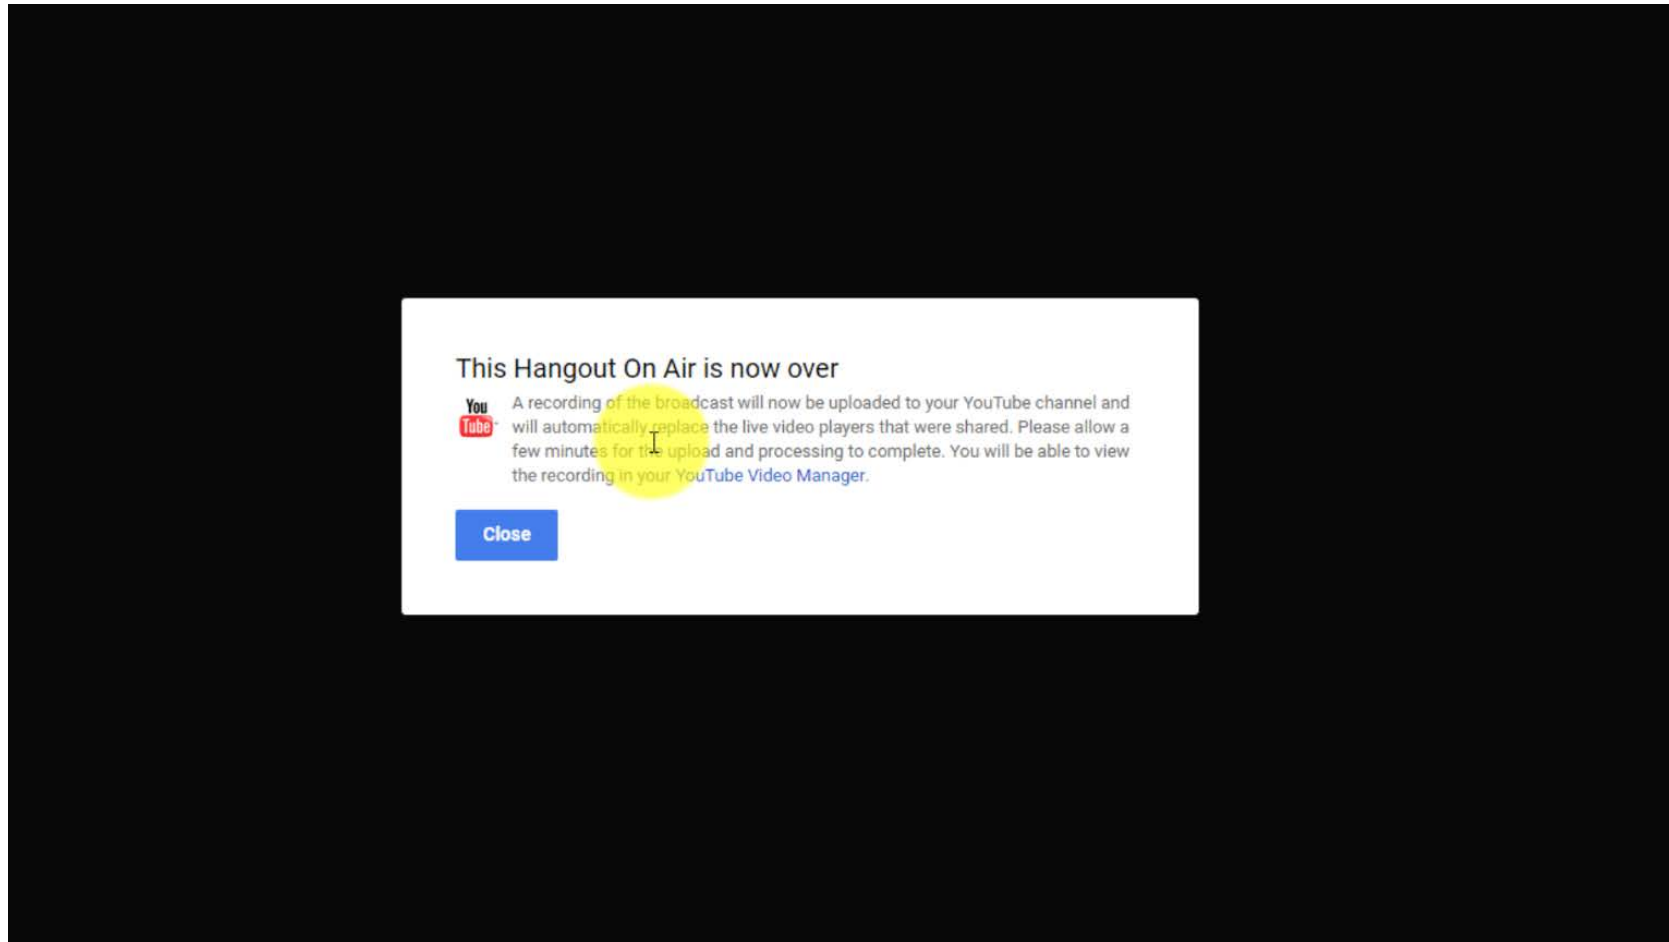 This Hangout On Air is now over
You
Tube
A recording of the broadcast will now be uploaded to your YouTube channel and
will automatically replace the live video players that were shared. Please allow a
few minutes for the upload and processing to complete. You will be able to view
the recording in your YouTube Video Manager.
Close